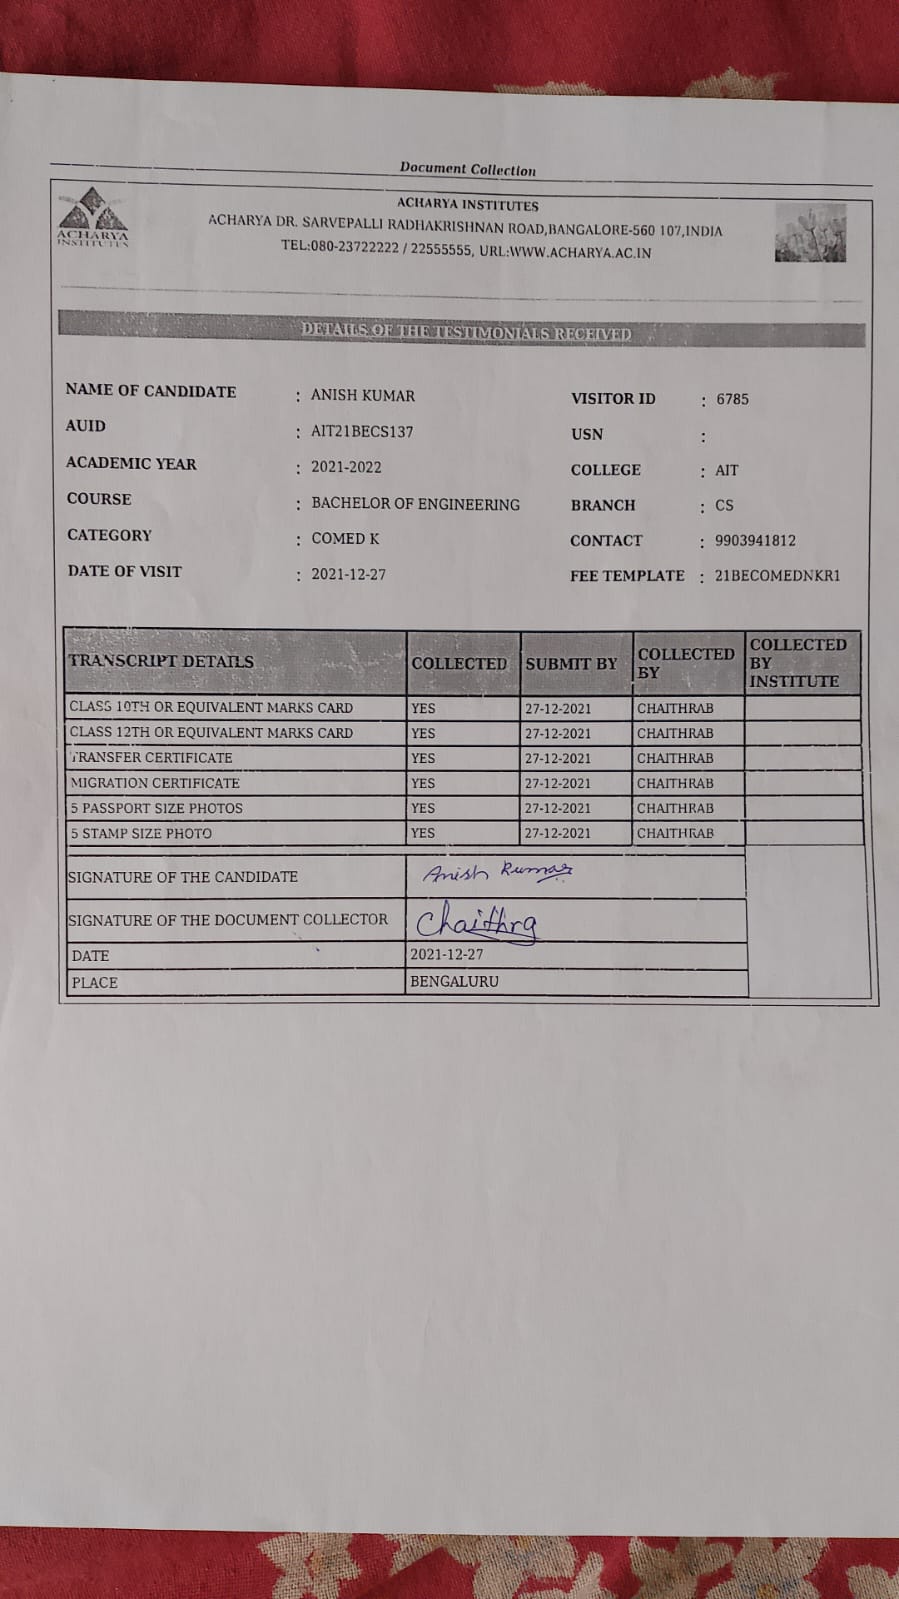 Document Collection
ACHARYA INSTITUTES
ACHARYA INSTITUTES
ACHARYA DR. SARVEPALLI RADHAKRISHNAN ROAD,BANGALORE-560 107,INDIA
TEL:080-23722222 / 22555555, URL:WWW.ACHARYA.AC.IN
DETAILS OF THE TESTIMONIALS RECEIVED
NAME OF CANDIDATE : ANISH KUMAR VISITOR ID : 6785
AUID : AIT21BECS137 USN :
ACADEMIC YEAR : 2021-2022 COLLEGE : AIT
COURSE : BACHELOR OF ENGINEERING BRANCH : CS
CATEGORY : COMED K CONTACT : 9903941812
DATE OF VISIT : 2021-12-27 FEE TEMPLATE : 21BECOMEDNKR1
TRANSCRIPT DETAILS COLLECTED SUBMIT BY COLLECTED BY COLLECTED BY INSTITUTE
CLASS 10TH OR EQUIVALENT MARKS CARD YES 27-12-2021 CHAITHRAB
CLASS 12TH OR EQUIVALENT MARKS CARD YES 27-12-2021 CHAITHRAB
TRANSFER CERTIFICATE YES 27-12-2021 CHAITHRAB
MIGRATION CERTIFICATE YES 27-12-2021 CHAITHRAB
5 PASSPORT SIZE PHOTOS YES 27-12-2021 CHAITHRAB
5 STAMP SIZE PHOTO YES 27-12-2021 CHAITHRAB
SIGNATURE OF THE CANDIDATE Anish Kumar
SIGNATURE OF THE DOCUMENT COLLECTOR Chaithra
DATE 2021-12-27
PLACE BENGALURU